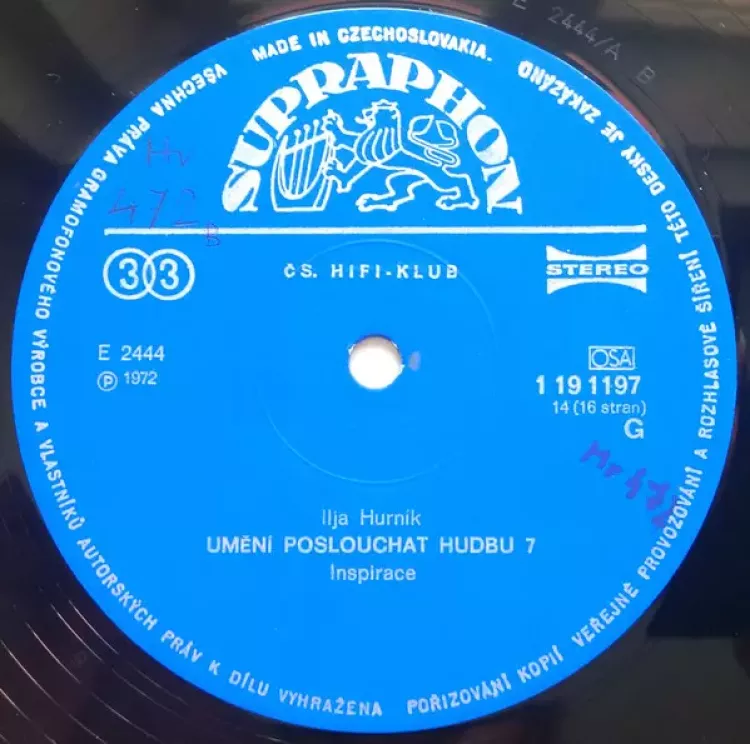 E 2444/A B
VŠECHNA PRÁVA GRAMOFONOVÉHO VÝROBCE A VLASTNÍKŮ AUTORSKÝCH PRÁV K DÍLU VYHRAŽENA
POŘIZOVÁNÍ KOPIÍ VEŘEJNÉ PROVOZOVÁNÍ A ROZHLASOVÉ ŠÍŘENÍ TÉTO DESKY JE ZAKÁZÁNO
MADE IN CZECHOSLOVAKIA.
SUPRAPHON
Hv
472
B
33
ČS. HIFI-KLUB
STEREO
E 2444
Ⓟ 1972
OSA
1 19 1197
14 (16 stran)
G
Ilja Hurník
UMĚNÍ POSLOUCHAT HUDBU 7
Inspirace